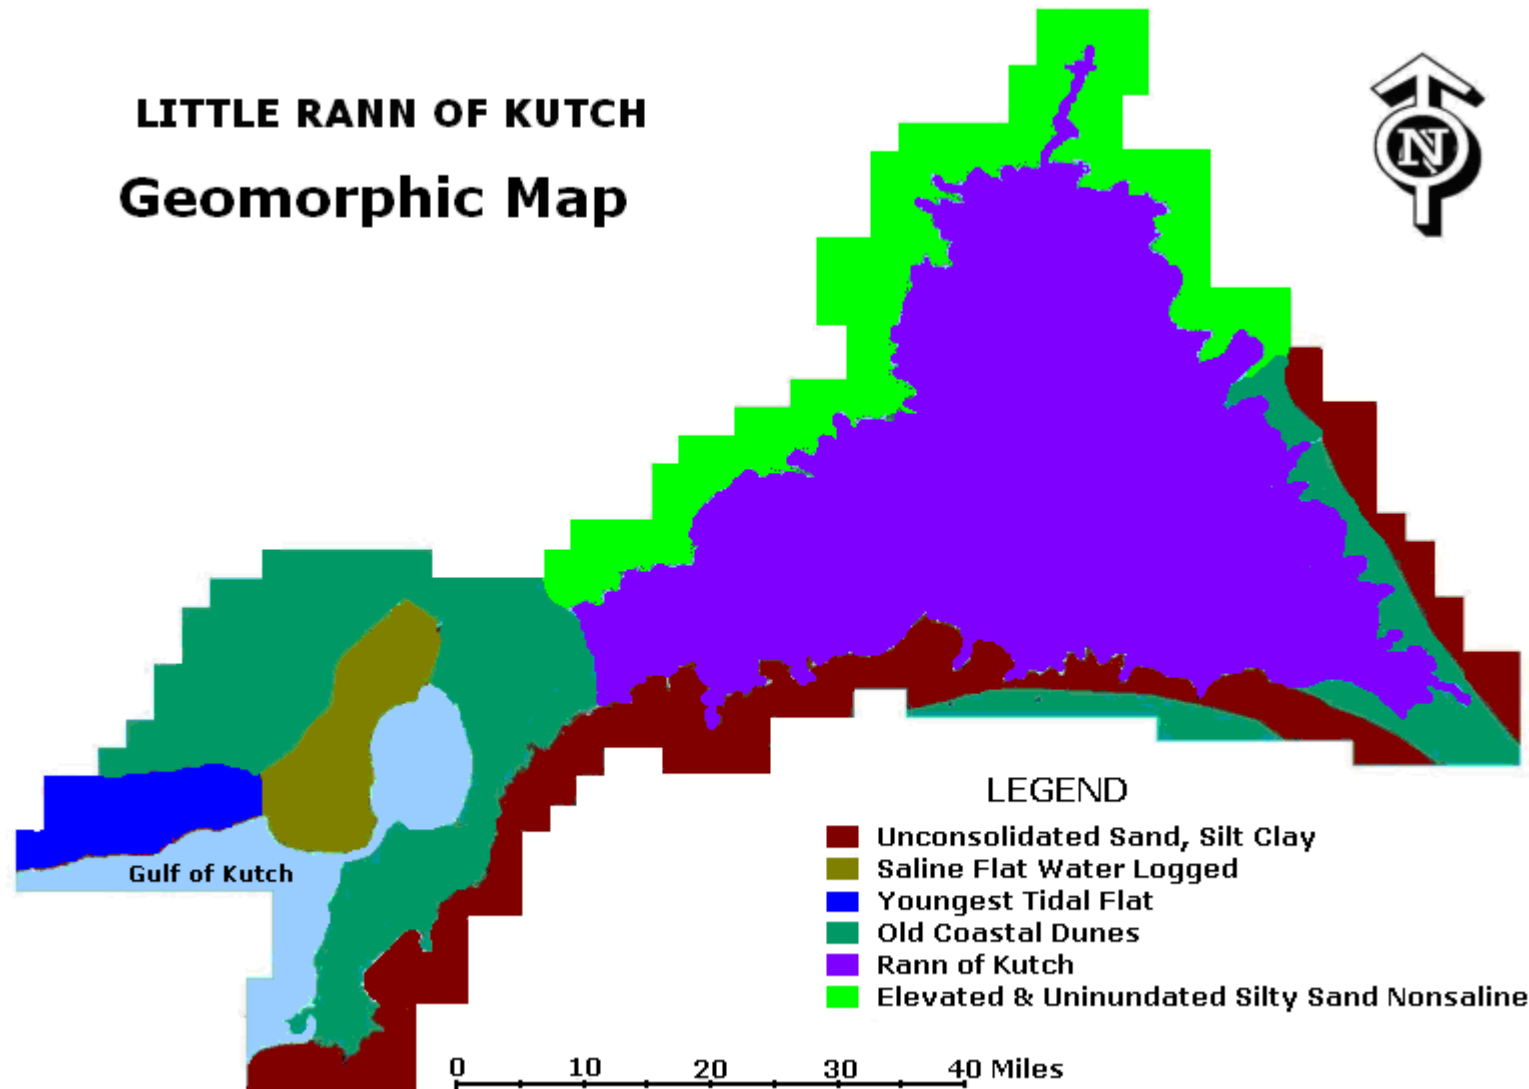 LITTLE RANN OF KUTCH
Geomorphic Map
N
Gulf of Kutch
LEGEND
Unconsolidated Sand, Silt Clay
Saline Flat Water Logged
Youngest Tidal Flat
Old Coastal Dunes
Rann of Kutch
Elevated & Uninundated Silty Sand Nonsaline
0 10 20 30 40 Miles